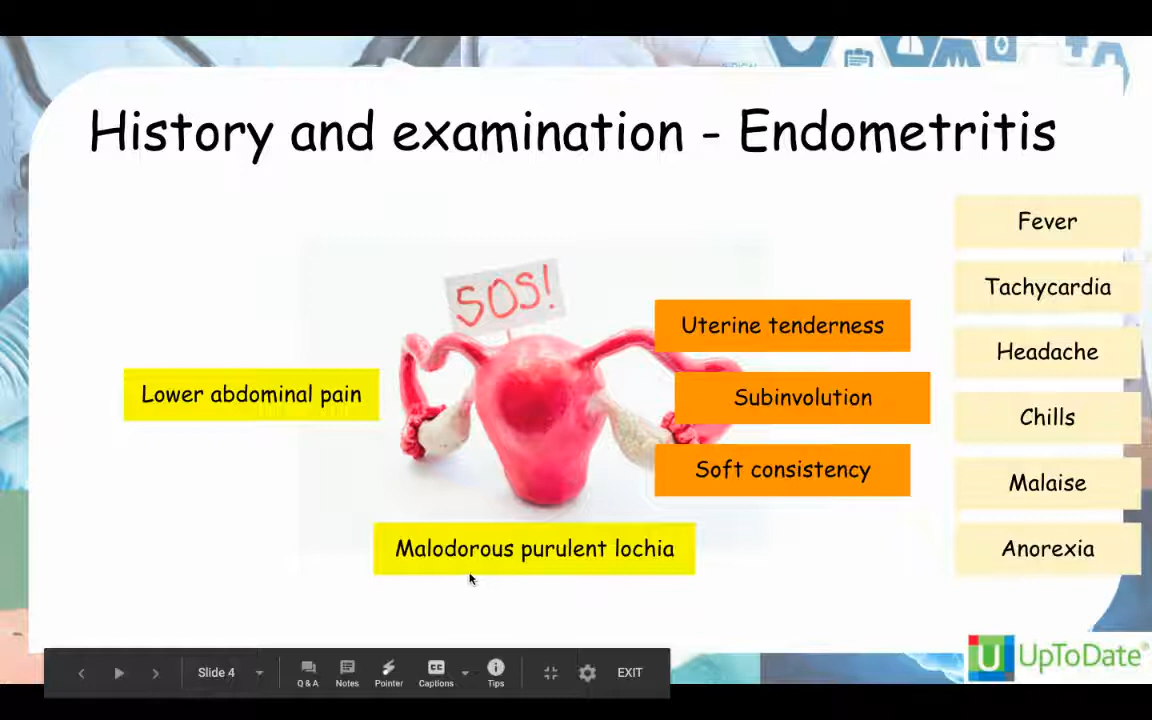 History and examination - Endometritis
Fever
Tachycardia
Headache
Chills
Malaise
Anorexia
SOS!
Uterine tenderness
Lower abdominal pain
Subinvolution
Soft consistency
Malodorous purulent lochia
UpToDate®
Slide 4
Q & A
Notes
Pointer
CC
Captions
Tips
EXIT